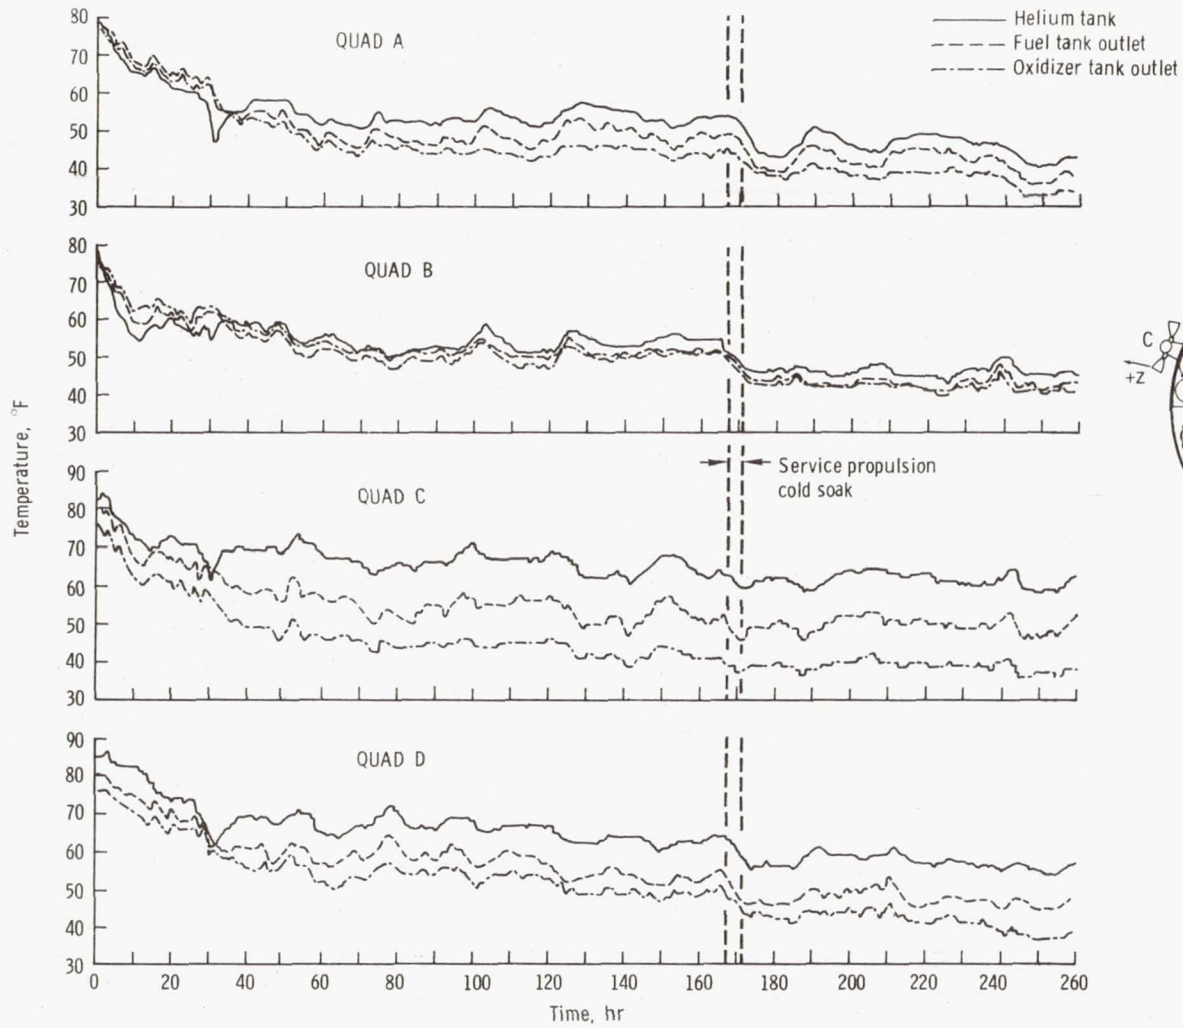 Helium tank
Fuel tank outlet
Oxidizer tank outlet
QUAD A
80
70
60
50
40
30
QUAD B
80
70
60
50
40
30
C
+Z
Temperature, °F
Service propulsion
cold soak
QUAD C
90
80
70
60
50
40
30
QUAD D
90
80
70
60
50
40
30
0 20 40 60 80 100 120 140 160 180 200 220 240 260
Time, hr